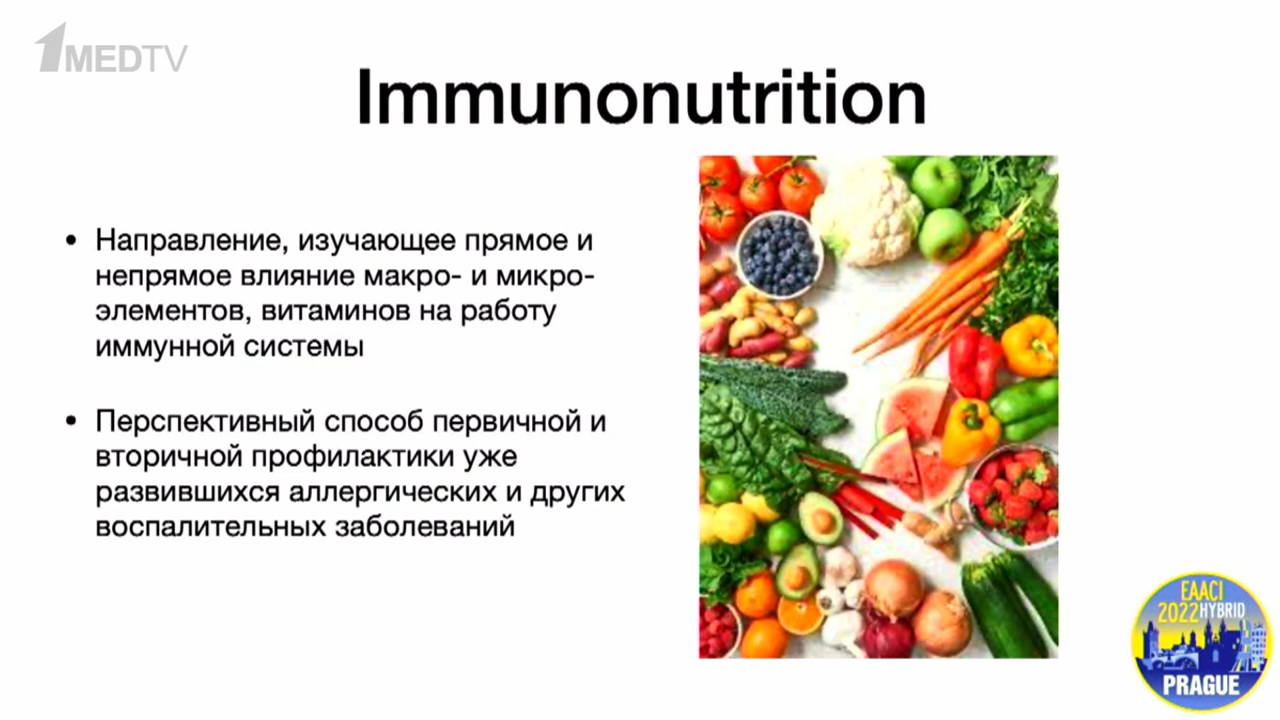 1MEDTV
Immunonutrition
• Направление, изучающее прямое и
непрямое влияние макро- и микро-
элементов, витаминов на работу
иммунной системы
• Перспективный способ первичной и
вторичной профилактики уже
развившихся аллергических и других
воспалительных заболеваний
EAACI
2022 HYBRID
PRAGUE